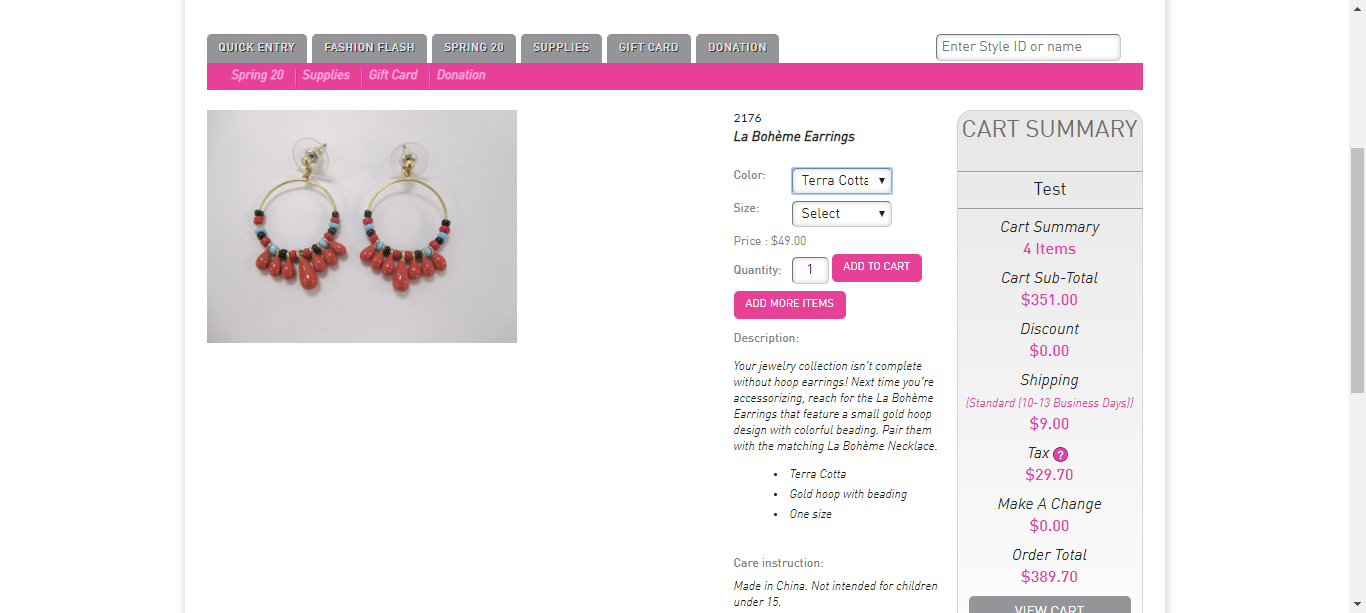 QUICK ENTRY
FASHION FLASH
SPRING 20
SUPPLIES
GIFT CARD
DONATION
Enter Style ID or name
Spring 20
Supplies
Gift Card
Donation
2176
La Bohème Earrings
Color:
Terra Cotta
Size:
Select
Price : $49.00
Quantity:
1
ADD TO CART
ADD MORE ITEMS
Description:
Your jewelry collection isn't complete
without hoop earrings! Next time you're
accessorizing, reach for the La Bohème
Earrings that feature a small gold hoop
design with colorful beading. Pair them
with the matching La Bohème Necklace.
• Terra Cotta
• Gold hoop with beading
• One size
Care instruction:
Made in China. Not intended for children
under 15.
CART SUMMARY
Test
Cart Summary
4 Items
Cart Sub-Total
$351.00
Discount
$0.00
Shipping
(Standard (10-13 Business Days))
$9.00
Tax ?
$29.70
Make A Change
$0.00
Order Total
$389.70
VIEW CART